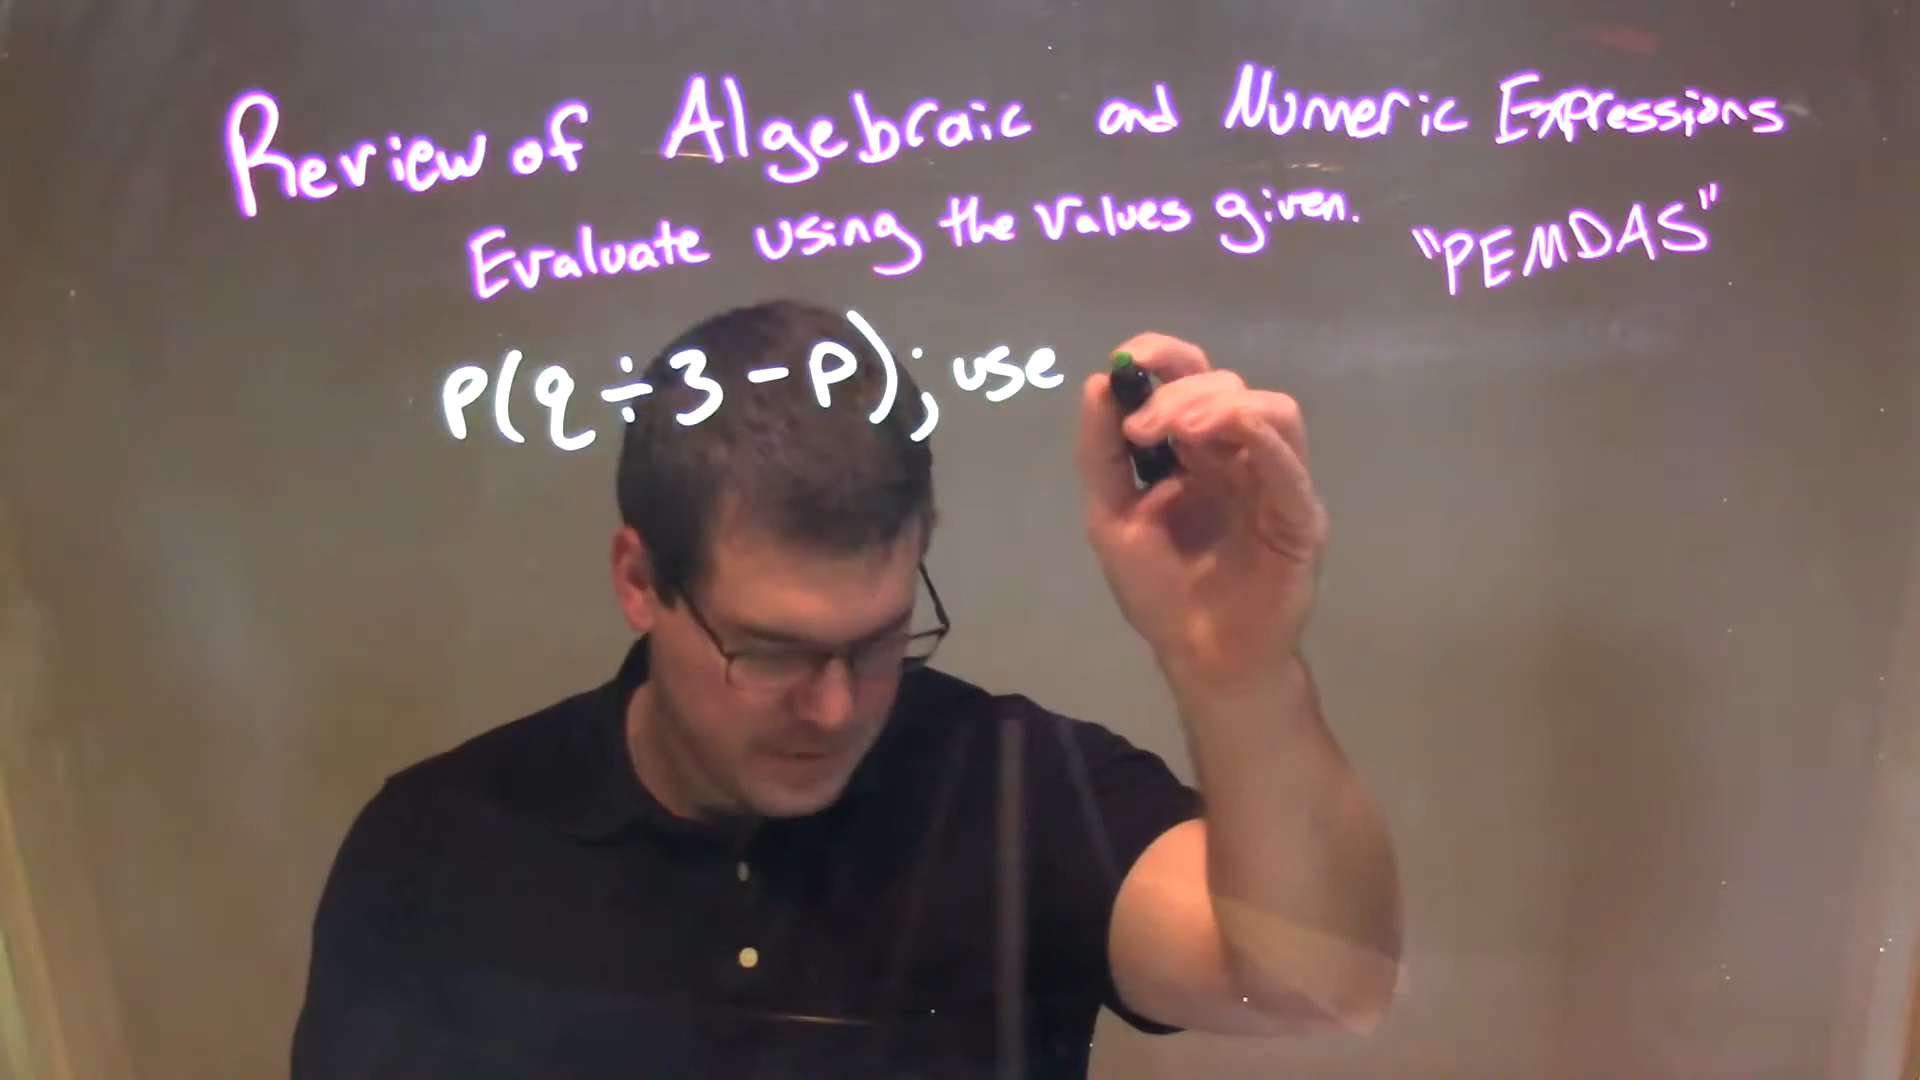 Review of Algebraic and Numeric Expressions
Evaluate using the values given. "PEMDAS"
P(q÷3-P); use